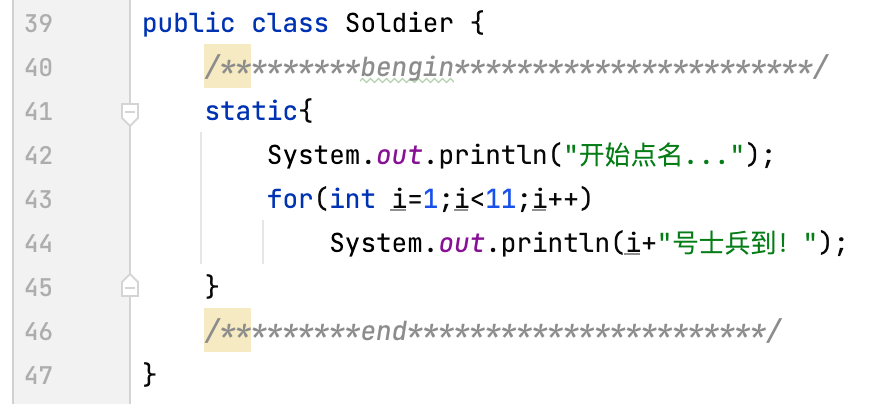 39 public class Soldier {
40 /**********bengin***********************/
41 static{
42 System.out.println("开始点名...");
43 for(int i=1;i<11;i++)
44 System.out.println(i+"号士兵到！");
45 }
46 /**********end***********************/
47 }